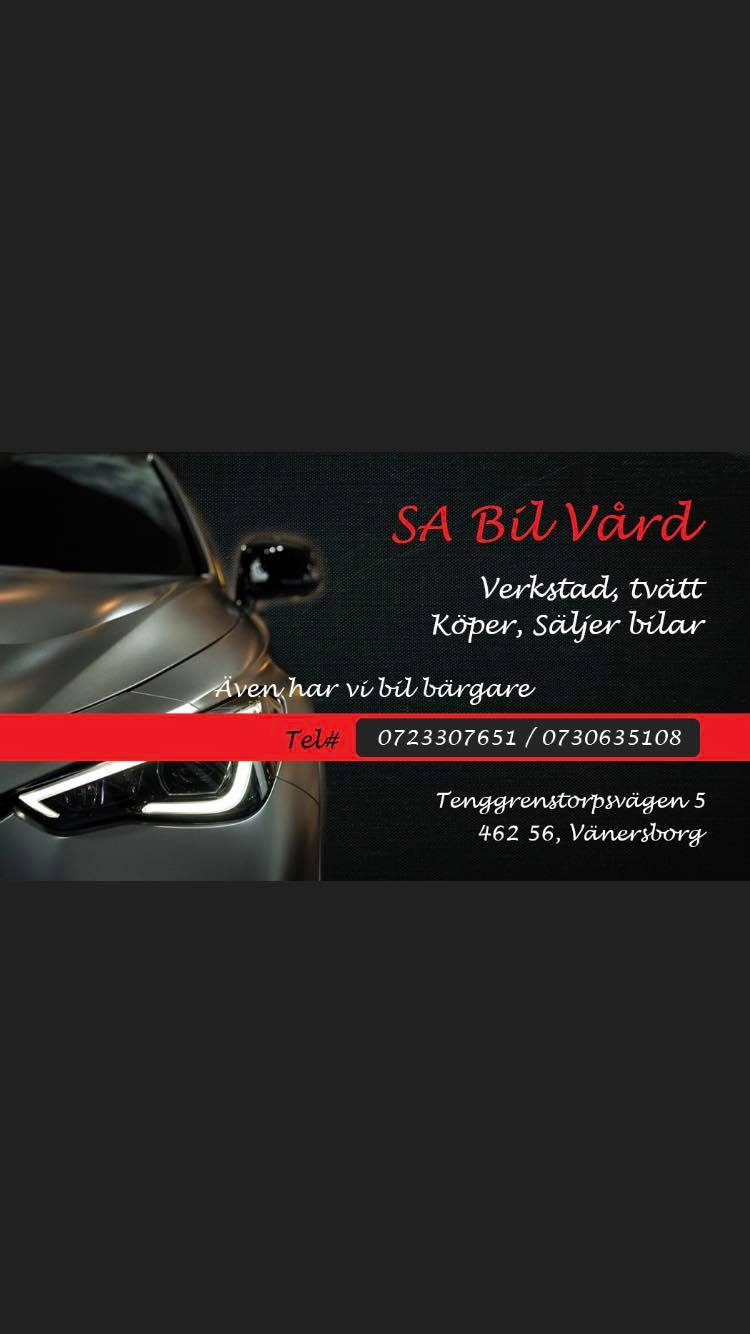 SA Bil Vård
Verkstad, tvätt
Köper, Säljer bilar
Även har vi bil bärgare
Tel# 0723307651 / 0730635108
Tenggrenstorpsvägen 5
462 56, Vänersborg